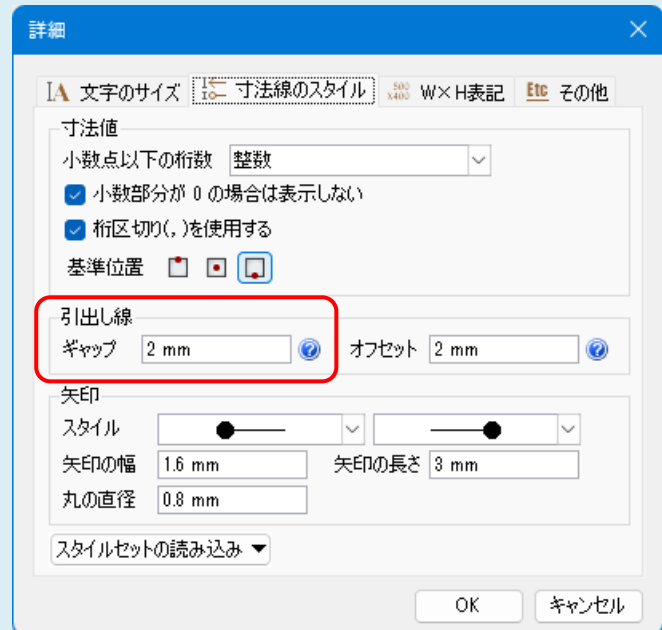 詳細
文字のサイズ 寸法線のスタイル W×H表記 Etc その他
寸法値
小数点以下の桁数 整数
小数部分が 0 の場合は表示しない
桁区切り(,)を使用する
基準位置
引出し線
ギャップ 2 mm オフセット 2 mm
矢印
スタイル
矢印の幅 1.6 mm 矢印の長さ 3 mm
丸の直径 0.8 mm
スタイルセットの読み込み
OK キャンセル